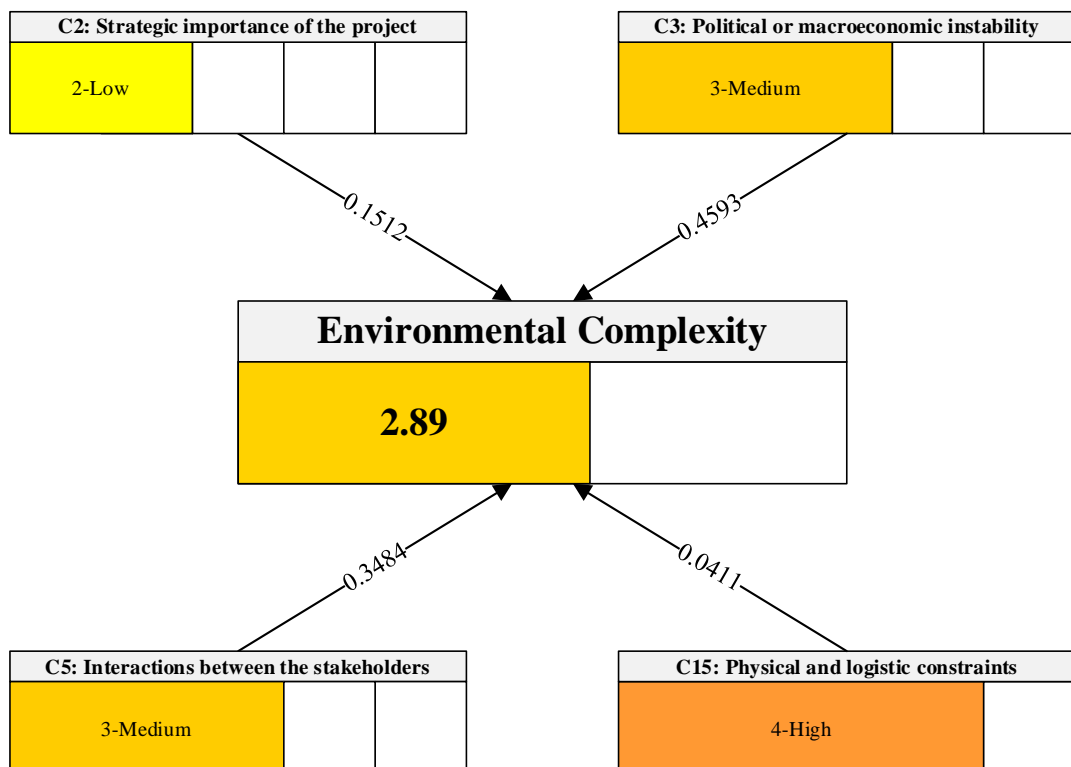 C2: Strategic importance of the project
2-Low
C3: Political or macroeconomic instability
3-Medium
0.1512
0.4593
Environmental Complexity
2.89
0.3484
0.0411
C5: Interactions between the stakeholders
3-Medium
C15: Physical and logistic constraints
4-High